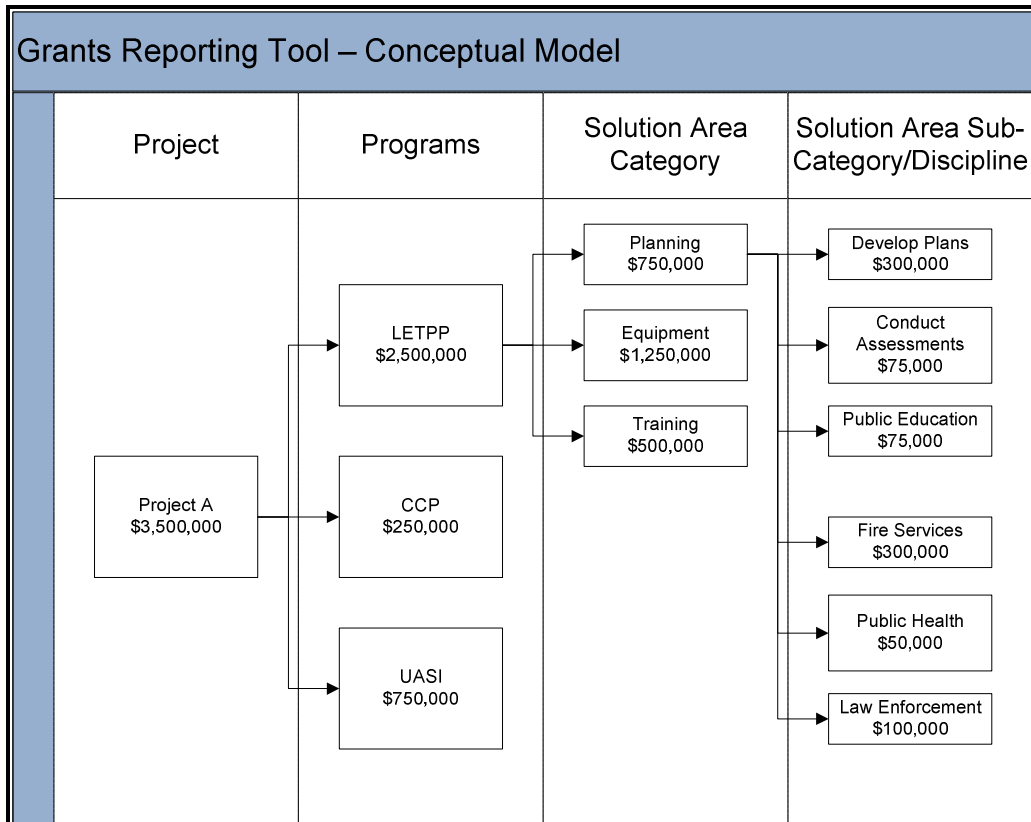 Grants Reporting Tool – Conceptual Model
Project
Programs
Solution Area
Category
Solution Area Sub-
Category/Discipline
Project A
$3,500,000
LETPP
$2,500,000
CCP
$250,000
UASI
$750,000
Planning
$750,000
Equipment
$1,250,000
Training
$500,000
Develop Plans
$300,000
Conduct
Assessments
$75,000
Public Education
$75,000
Fire Services
$300,000
Public Health
$50,000
Law Enforcement
$100,000